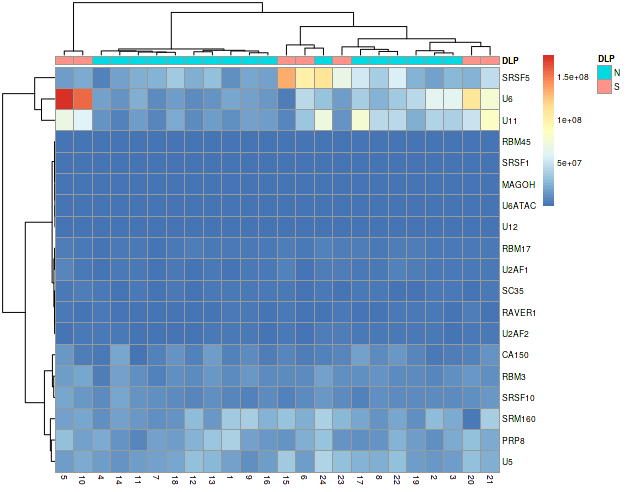 DLP
DLP
N
S
1.5e+08
1e+08
5e+07
SRSF5
U6
U11
RBM45
SRSF1
MAGOH
U6ATAC
U12
RBM17
U2AF1
SC35
RAVER1
U2AF2
CA150
RBM3
SRSF10
SRM160
PRP8
U5
5 10 4 14 11 7 18 12 13 1 9 16 15 6 24 23 17 8 22 19 2 3 20 21